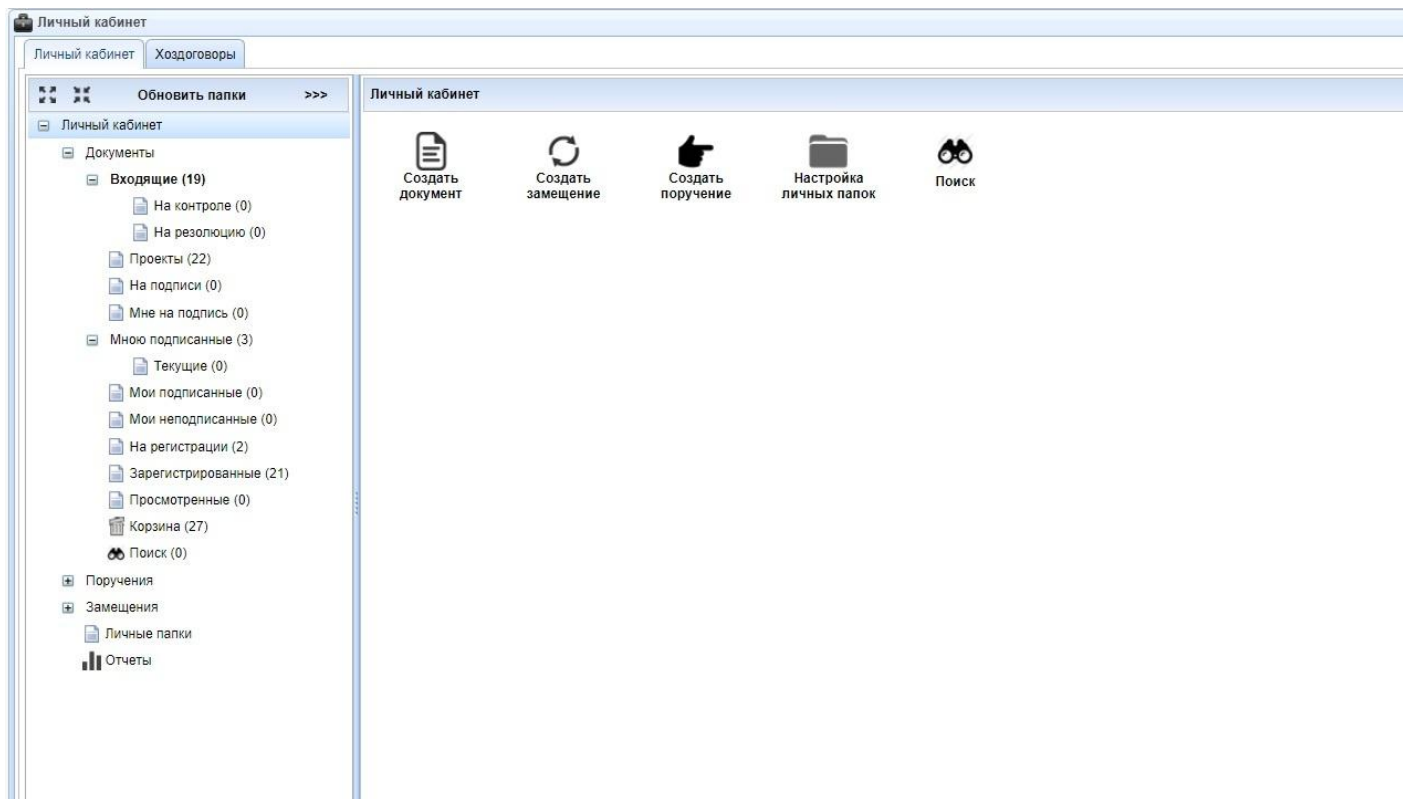 Личный кабинет
Личный кабинет Хоздоговоры
Обновить папки >>>
Личный кабинет
Документы
Входящие (19)
На контроле (0)
На резолюцию (0)
Проекты (22)
На подписи (0)
Мне на подпись (0)
Мною подписанные (3)
Текущие (0)
Мои подписанные (0)
Мои неподписанные (0)
На регистрации (2)
Зарегистрированные (21)
Просмотренные (0)
Корзина (27)
Поиск (0)
Поручения
Замещения
Личные папки
Отчеты
Личный кабинет
Создать
документ
Создать
замещение
Создать
поручение
Настройка
личных папок
Поиск